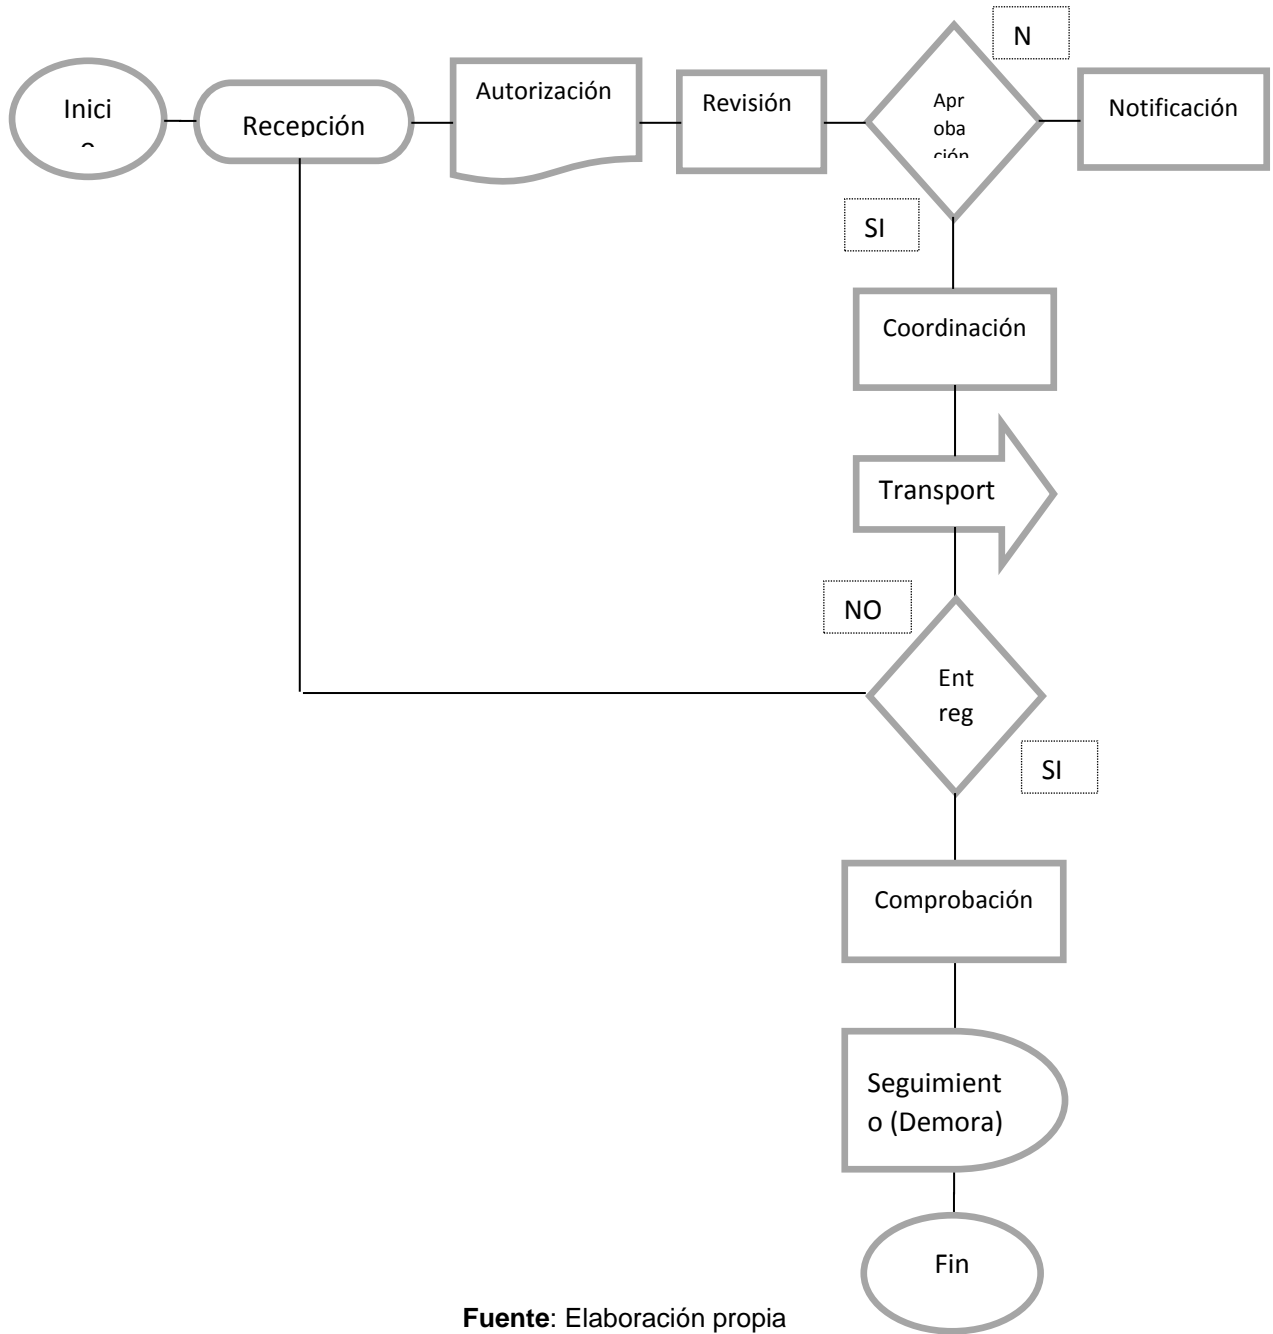 Inici
o
Recepción
Autorización
Revisión
Apr
oba
ción
N
Notificación
SI
Coordinación
Transport
NO
Ent
reg
SI
Comprobación
Seguimient
o (Demora)
Fin
Fuente: Elaboración propia